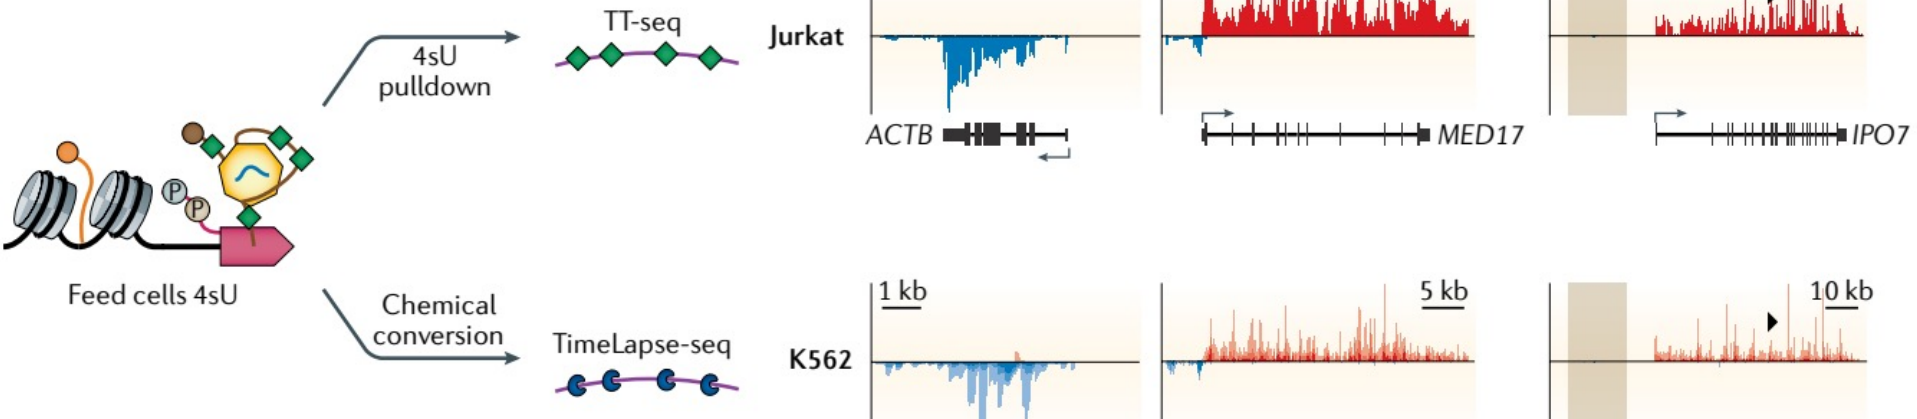 TT-seq
4sU
pulldown
Jurkat
ACTB
MED17
IPO7
P
P
Feed cells 4sU
Chemical
conversion
TimeLapse-seq
K562
1 kb
5 kb
10 kb